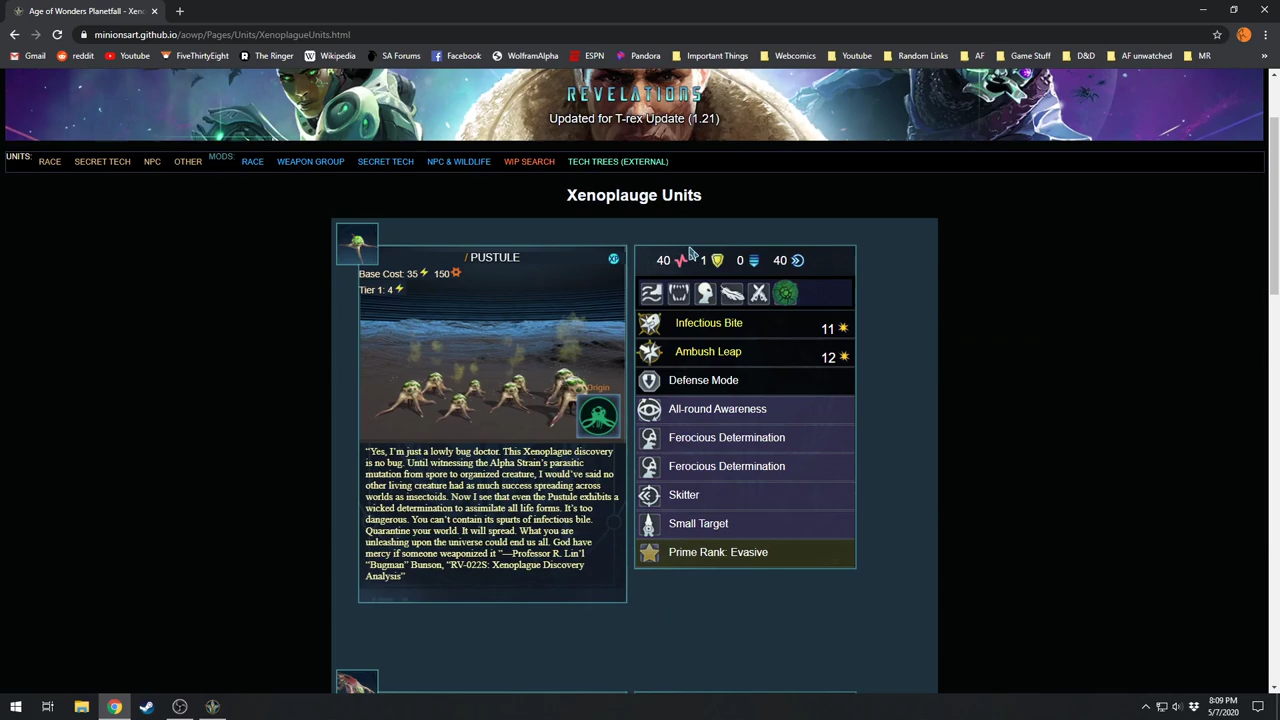 Age of Wonders Planetfall - Xeno
minionsart.github.io/aowp/Pages/Units/XenoplagueUnits.html
Gmail reddit Youtube FiveThirtyEight The Ringer Wikipedia SA Forums Facebook WolframAlpha ESPN Pandora Important Things Webcomics Youtube Random Links AF Game Stuff D&D AF unwatched MR
REVELATIONS
Updated for T-rex Update (1.21)
UNITS: RACE SECRET TECH NPC OTHER MODS: RACE WEAPON GROUP SECRET TECH NPC & WILDLIFE WIP SEARCH TECH TREES (EXTERNAL)
Xenoplauge Units
/ PUSTULE
XP
Base Cost: 35 150
Tier 1: 4
Origin
"Yes, I'm just a lowly bug doctor. This Xenoplague discovery
is no bug. Until witnessing the Alpha Strain's parasitic
mutation from spore to organized creature, I would've said no
other living creature had as much success spreading across
worlds as insectoids. Now I see that even the Pustule exhibits a
wicked determination to assimilate all life forms. It's too
dangerous. You can't contain its spurts of infectious bile.
Quarantine your world. It will spread. What you are
unleashing upon the universe could end us all. God have
mercy if someone weaponized it "—Professor R. Lin'l
"Bugman" Bunson, "RV-022S: Xenoplague Discovery
Analysis"
40 1 0 40
Infectious Bite 11
Ambush Leap 12
Defense Mode
All-round Awareness
Ferocious Determination
Ferocious Determination
Skitter
Small Target
Prime Rank: Evasive
8:09 PM
5/7/2020